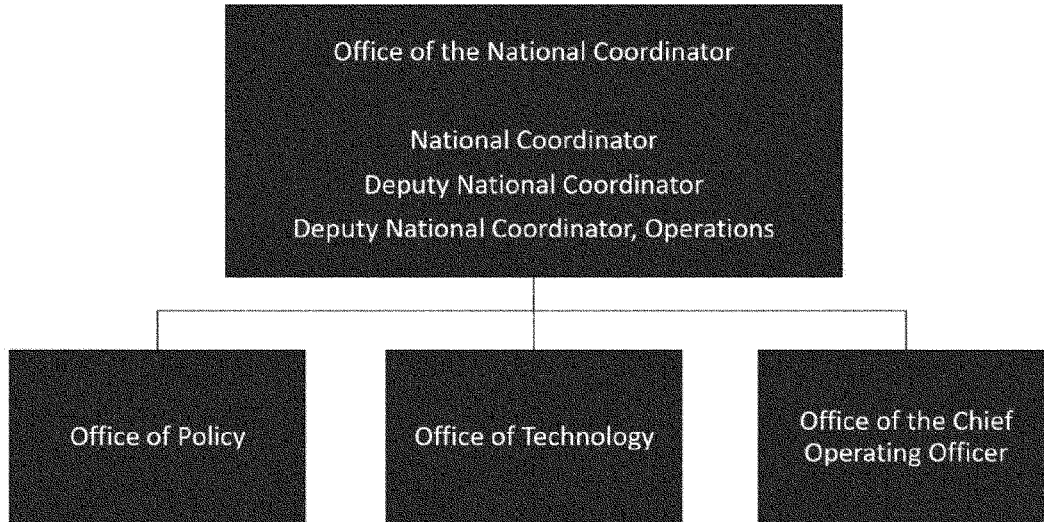 Office of the National Coordinator
National Coordinator
Deputy National Coordinator
Deputy National Coordinator, Operations
Office of Policy
Office of Technology
Office of the Chief
Operating Officer